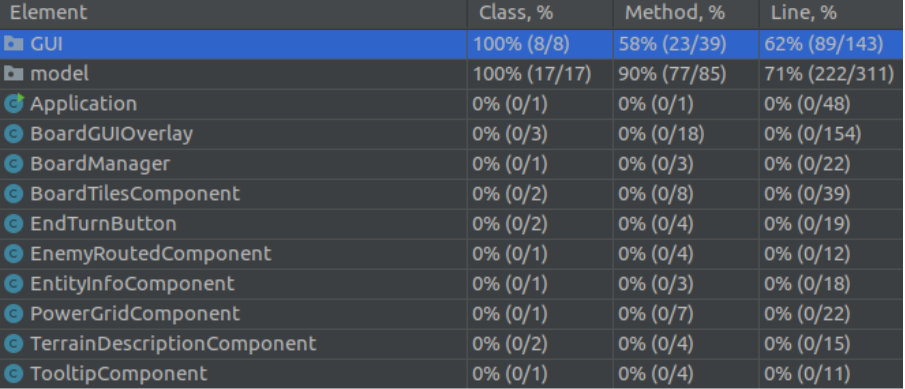 Element Class, % Method, % Line, %
GUI 100% (8/8) 58% (23/39) 62% (89/143)
model 100% (17/17) 90% (77/85) 71% (222/311)
Application 0% (0/1) 0% (0/1) 0% (0/48)
BoardGUIOverlay 0% (0/3) 0% (0/18) 0% (0/154)
BoardManager 0% (0/1) 0% (0/3) 0% (0/22)
BoardTilesComponent 0% (0/2) 0% (0/8) 0% (0/39)
EndTurnButton 0% (0/2) 0% (0/4) 0% (0/19)
EnemyRoutedComponent 0% (0/1) 0% (0/4) 0% (0/12)
EntityInfoComponent 0% (0/1) 0% (0/3) 0% (0/18)
PowerGridComponent 0% (0/1) 0% (0/7) 0% (0/22)
TerrainDescriptionComponent 0% (0/2) 0% (0/4) 0% (0/15)
TooltipComponent 0% (0/1) 0% (0/4) 0% (0/11)